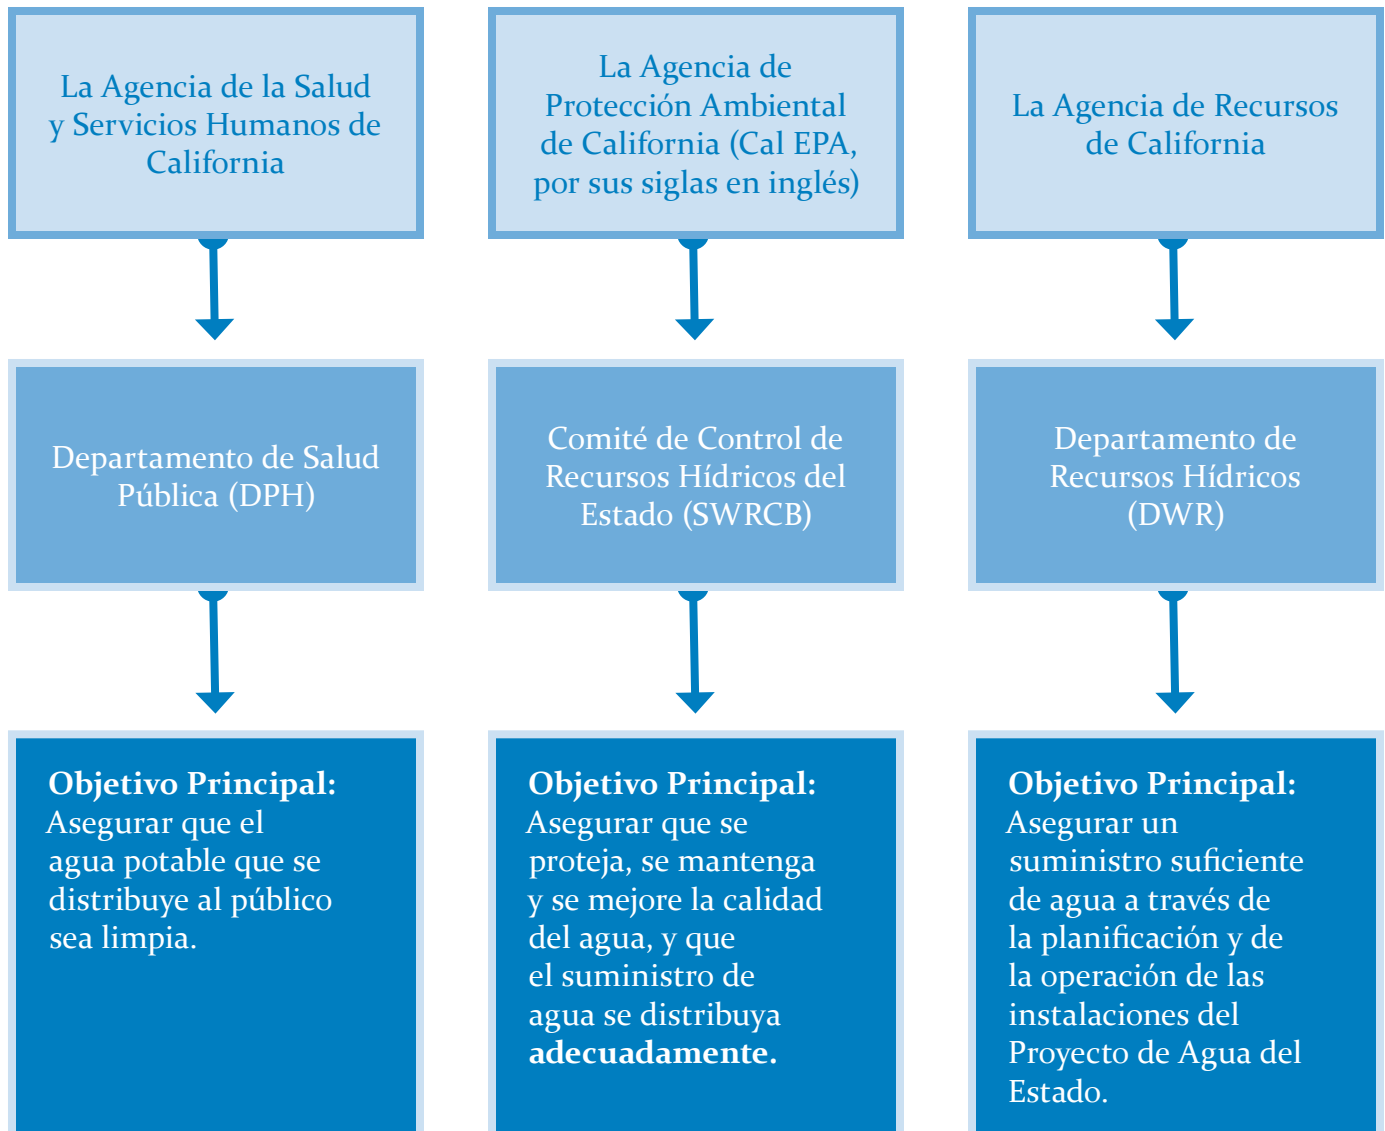 La Agencia de la Salud
y Servicios Humanos de
California
La Agencia de
Protección Ambiental
de California (Cal EPA,
por sus siglas en inglés)
La Agencia de Recursos
de California
Departamento de Salud
Pública (DPH)
Comité de Control de
Recursos Hídricos del
Estado (SWRCB)
Departamento de
Recursos Hídricos
(DWR)
Objetivo Principal:
Asegurar que el
agua potable que se
distribuye al público
sea limpia.
Objetivo Principal:
Asegurar que se
proteja, se mantenga
y se mejore la calidad
del agua, y que
el suministro de
agua se distribuya
adecuadamente.
Objetivo Principal:
Asegurar un
suministro suficiente
de agua a través de
la planificación y de
la operación de las
instalaciones del
Proyecto de Agua del
Estado.